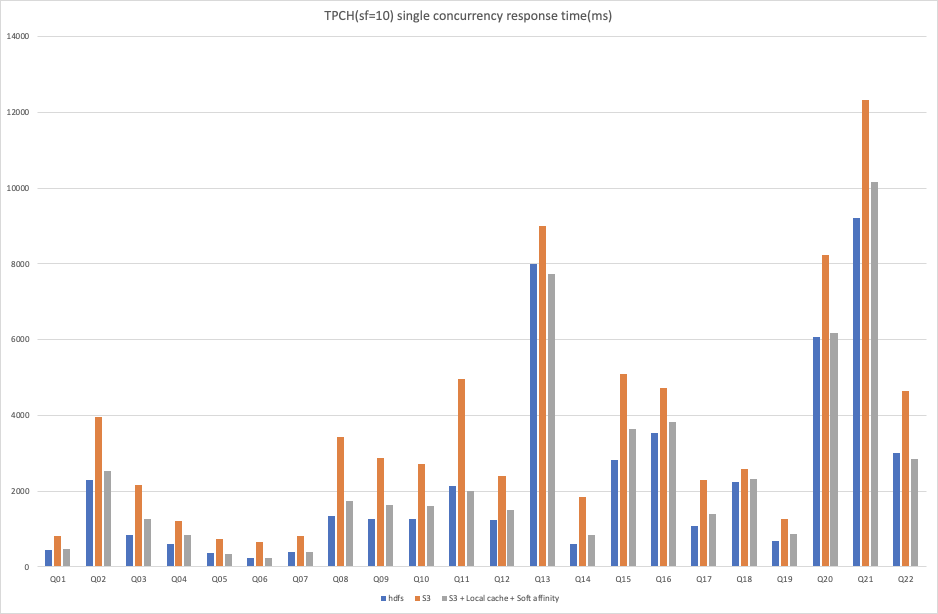 TPCH(sf=10) single concurrency response time(ms)
14000
12000
10000
8000
6000
4000
2000
0
Q01 Q02 Q03 Q04 Q05 Q06 Q07 Q08 Q09 Q10 Q11 Q12 Q13 Q14 Q15 Q16 Q17 Q18 Q19 Q20 Q21 Q22
hdfs S3 S3 + Local cache + Soft affinity